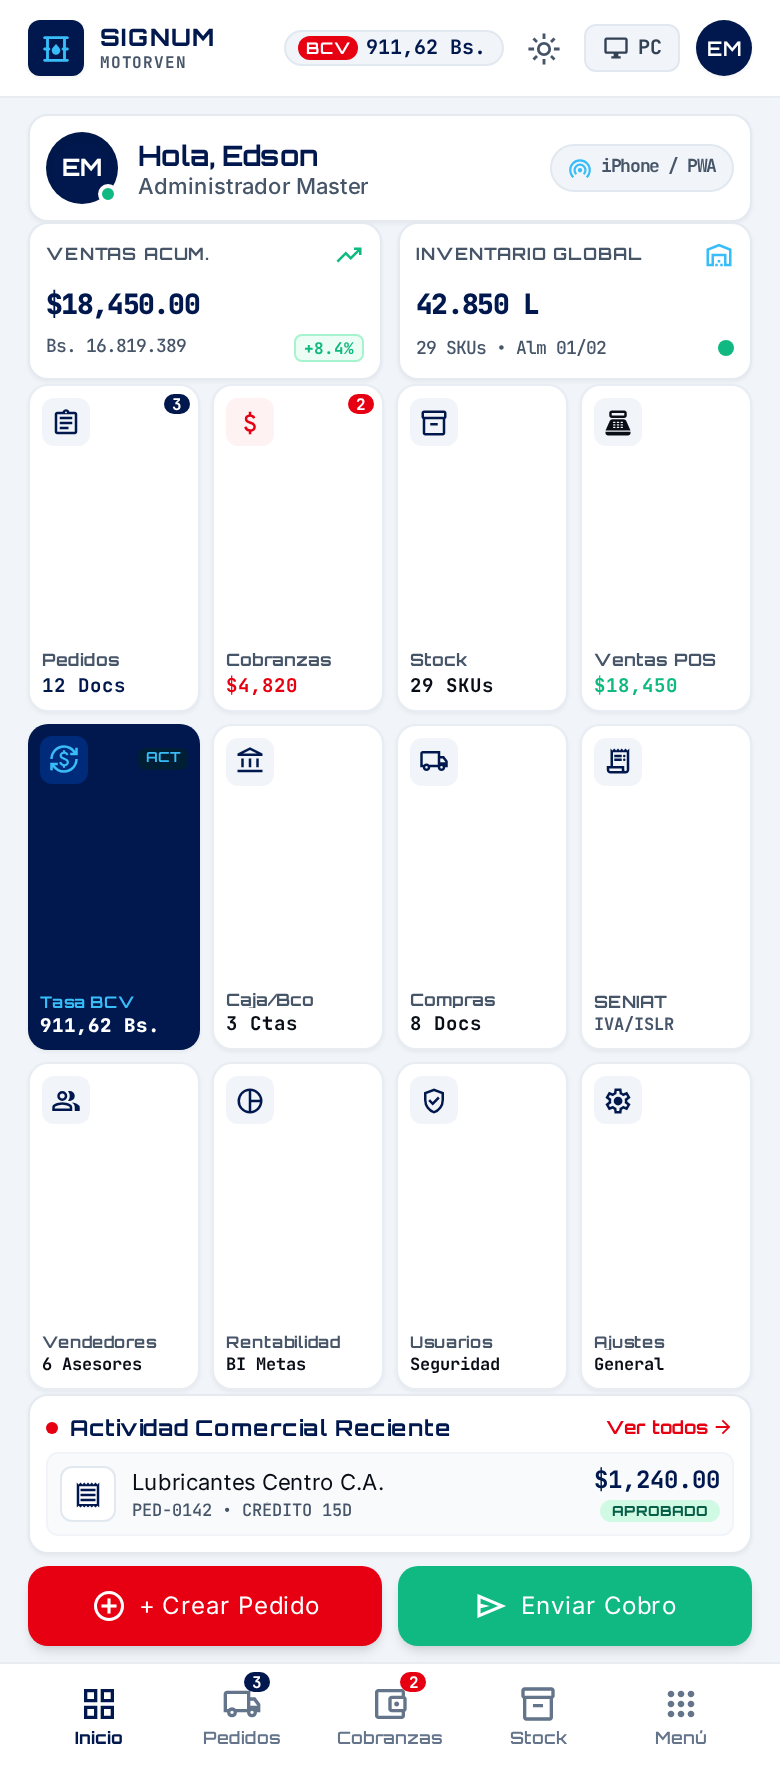 SIGNUM
MOTORVEN
BCV 911,62 Bs.
PC
EM
EM
Hola, Edson
Administrador Master
iPhone / PWA
VENTAS ACUM.
$18,450.00
Bs. 16.819.389
+8.4%
INVENTARIO GLOBAL
42.850 L
29 SKUs • Alm 01/02
3
Pedidos
12 Docs
2
Cobranzas
$4,820
Stock
29 SKUs
Ventas POS
$18,450
ACT
Tasa BCV
911,62 Bs.
Caja/Bco
3 Ctas
Compras
8 Docs
SENIAT
IVA/ISLR
Vendedores
6 Asesores
Rentabilidad
BI Metas
Usuarios
Seguridad
Ajustes
General
Actividad Comercial Reciente
Ver todos →
Lubricantes Centro C.A.
PED-0142 • CRÉDITO 15D
$1,240.00
APROBADO
+ Crear Pedido
Enviar Cobro
Inicio
3
Pedidos
2
Cobranzas
Stock
Menú